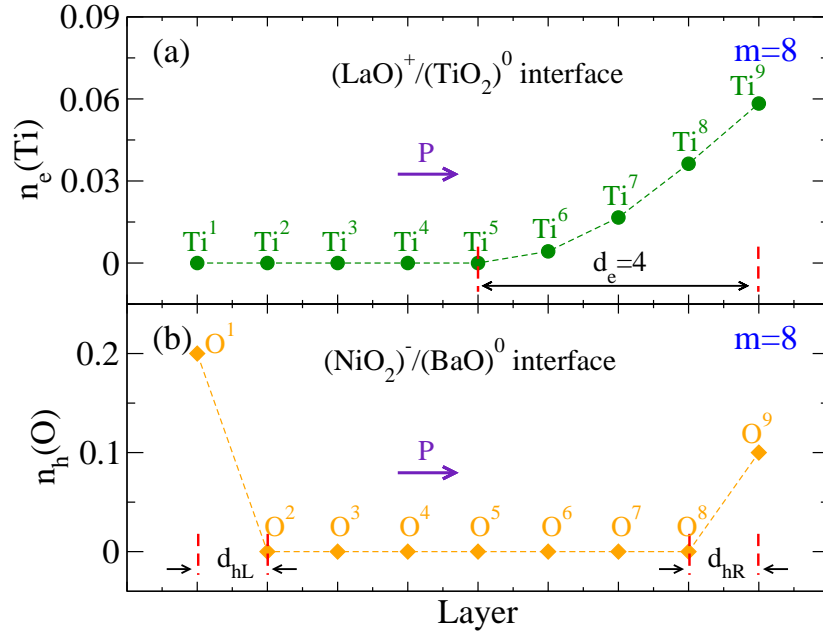 0.09
(a)
m=8
(LaO)⁺/(TiO₂)⁰ interface
Ti⁹
0.06
Ti⁸
P
nₑ(Ti)
0.03
Ti⁷
Ti¹ Ti² Ti³ Ti⁴ Ti⁵ Ti⁶
0
dₑ=4
(b)
m=8
O¹
0.2
(NiO₂)⁻/(BaO)⁰ interface
O⁹
P
nₕ(O)
0.1
O² O³ O⁴ O⁵ O⁶ O⁷ O⁸
0
d_hL
d_hR
Layer